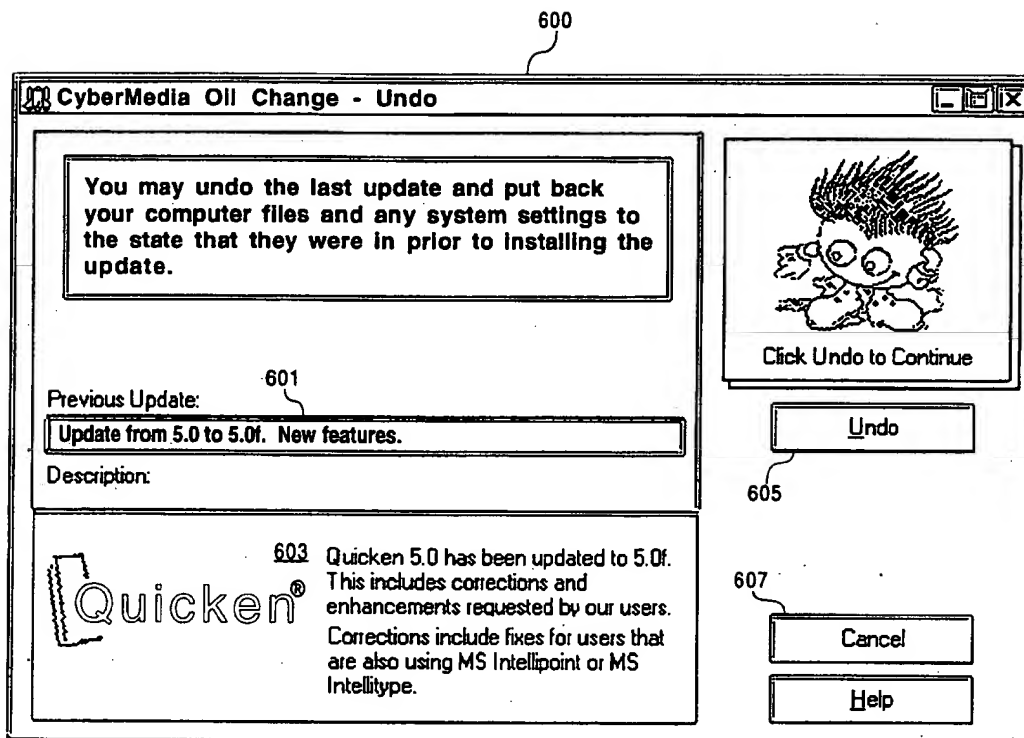 600
CyberMedia Oil Change - Undo
You may undo the last update and put back
your computer files and any system settings to
the state that they were in prior to installing the
update.
Click Undo to Continue
601
Previous Update:
Update from 5.0 to 5.0f. New features.
Undo
Description:
605
Quicken®
603
Quicken 5.0 has been updated to 5.0f.
This includes corrections and
enhancements requested by our users.
Corrections include fixes for users that
are also using MS Intellipoint or MS
Intellitype.
607
Cancel
Help